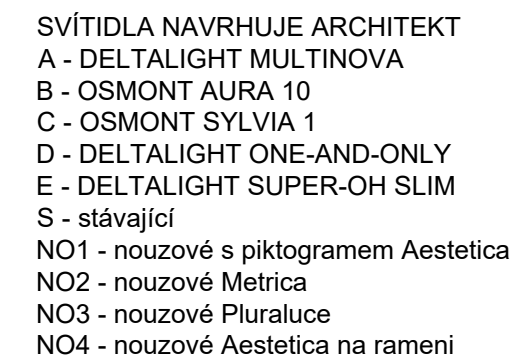 SVÍTIDLA NAVRHUJE ARCHITEKT
A - DELTALIGHT MULTINOVA
B - OSMONT AURA 10
C - OSMONT SYLVIA 1
D - DELTALIGHT ONE-AND-ONLY
E - DELTALIGHT SUPER-OH SLIM
S - stávající
NO1 - nouzové s piktogramem Aestetica
NO2 - nouzové Metrica
NO3 - nouzové Pluraluce
NO4 - nouzové Aestetica na rameni